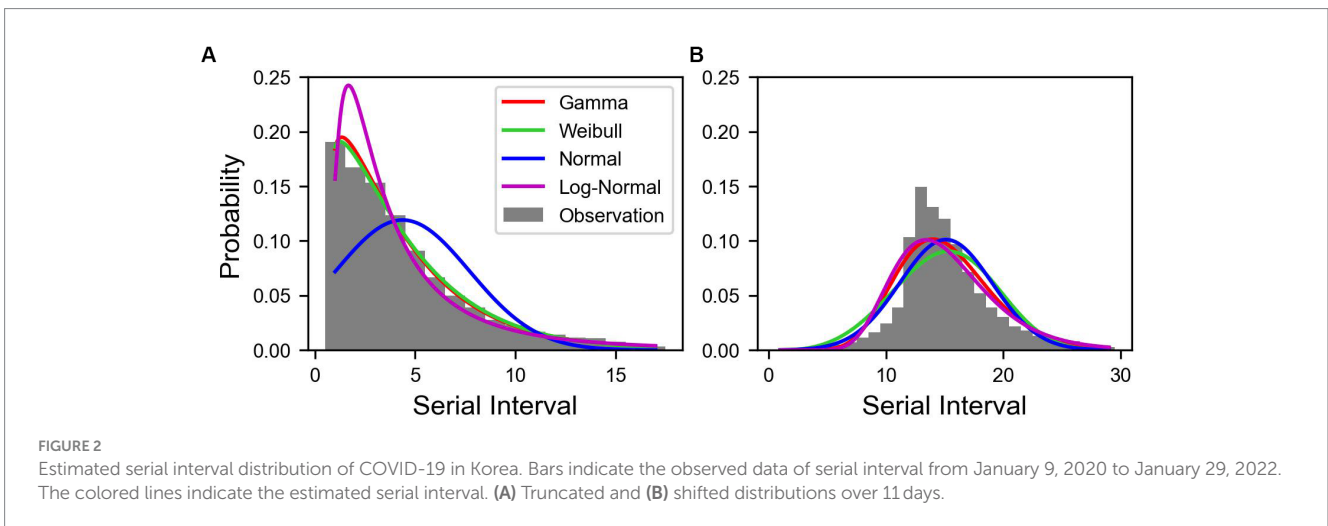 A
B
0.25
0.20
0.15
0.10
0.05
0.00
Probability
0
5
10
15
Serial Interval
Gamma
Weibull
Normal
Log-Normal
Observation
0.25
0.20
0.15
0.10
0.05
0.00
0
10
20
30
Serial Interval
FIGURE 2
Estimated serial interval distribution of COVID-19 in Korea. Bars indicate the observed data of serial interval from January 9, 2020 to January 29, 2022.
The colored lines indicate the estimated serial interval. (A) Truncated and (B) shifted distributions over 11 days.